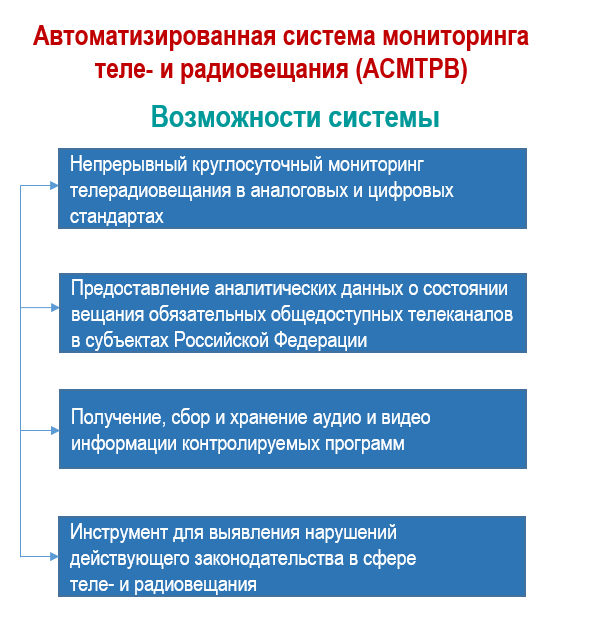 Автоматизированная система мониторинга
теле- и радиовещания (АСМТРВ)
Возможности системы
Непрерывный круглосуточный мониторинг
телерадиовещания в аналоговых и цифровых
стандартах
Предоставление аналитических данных о состоянии
вещания обязательных общедоступных телеканалов
в субъектах Российской Федерации
Получение, сбор и хранение аудио и видео
информации контролируемых программ
Инструмент для выявления нарушений
действующего законодательства в сфере
теле- и радиовещания